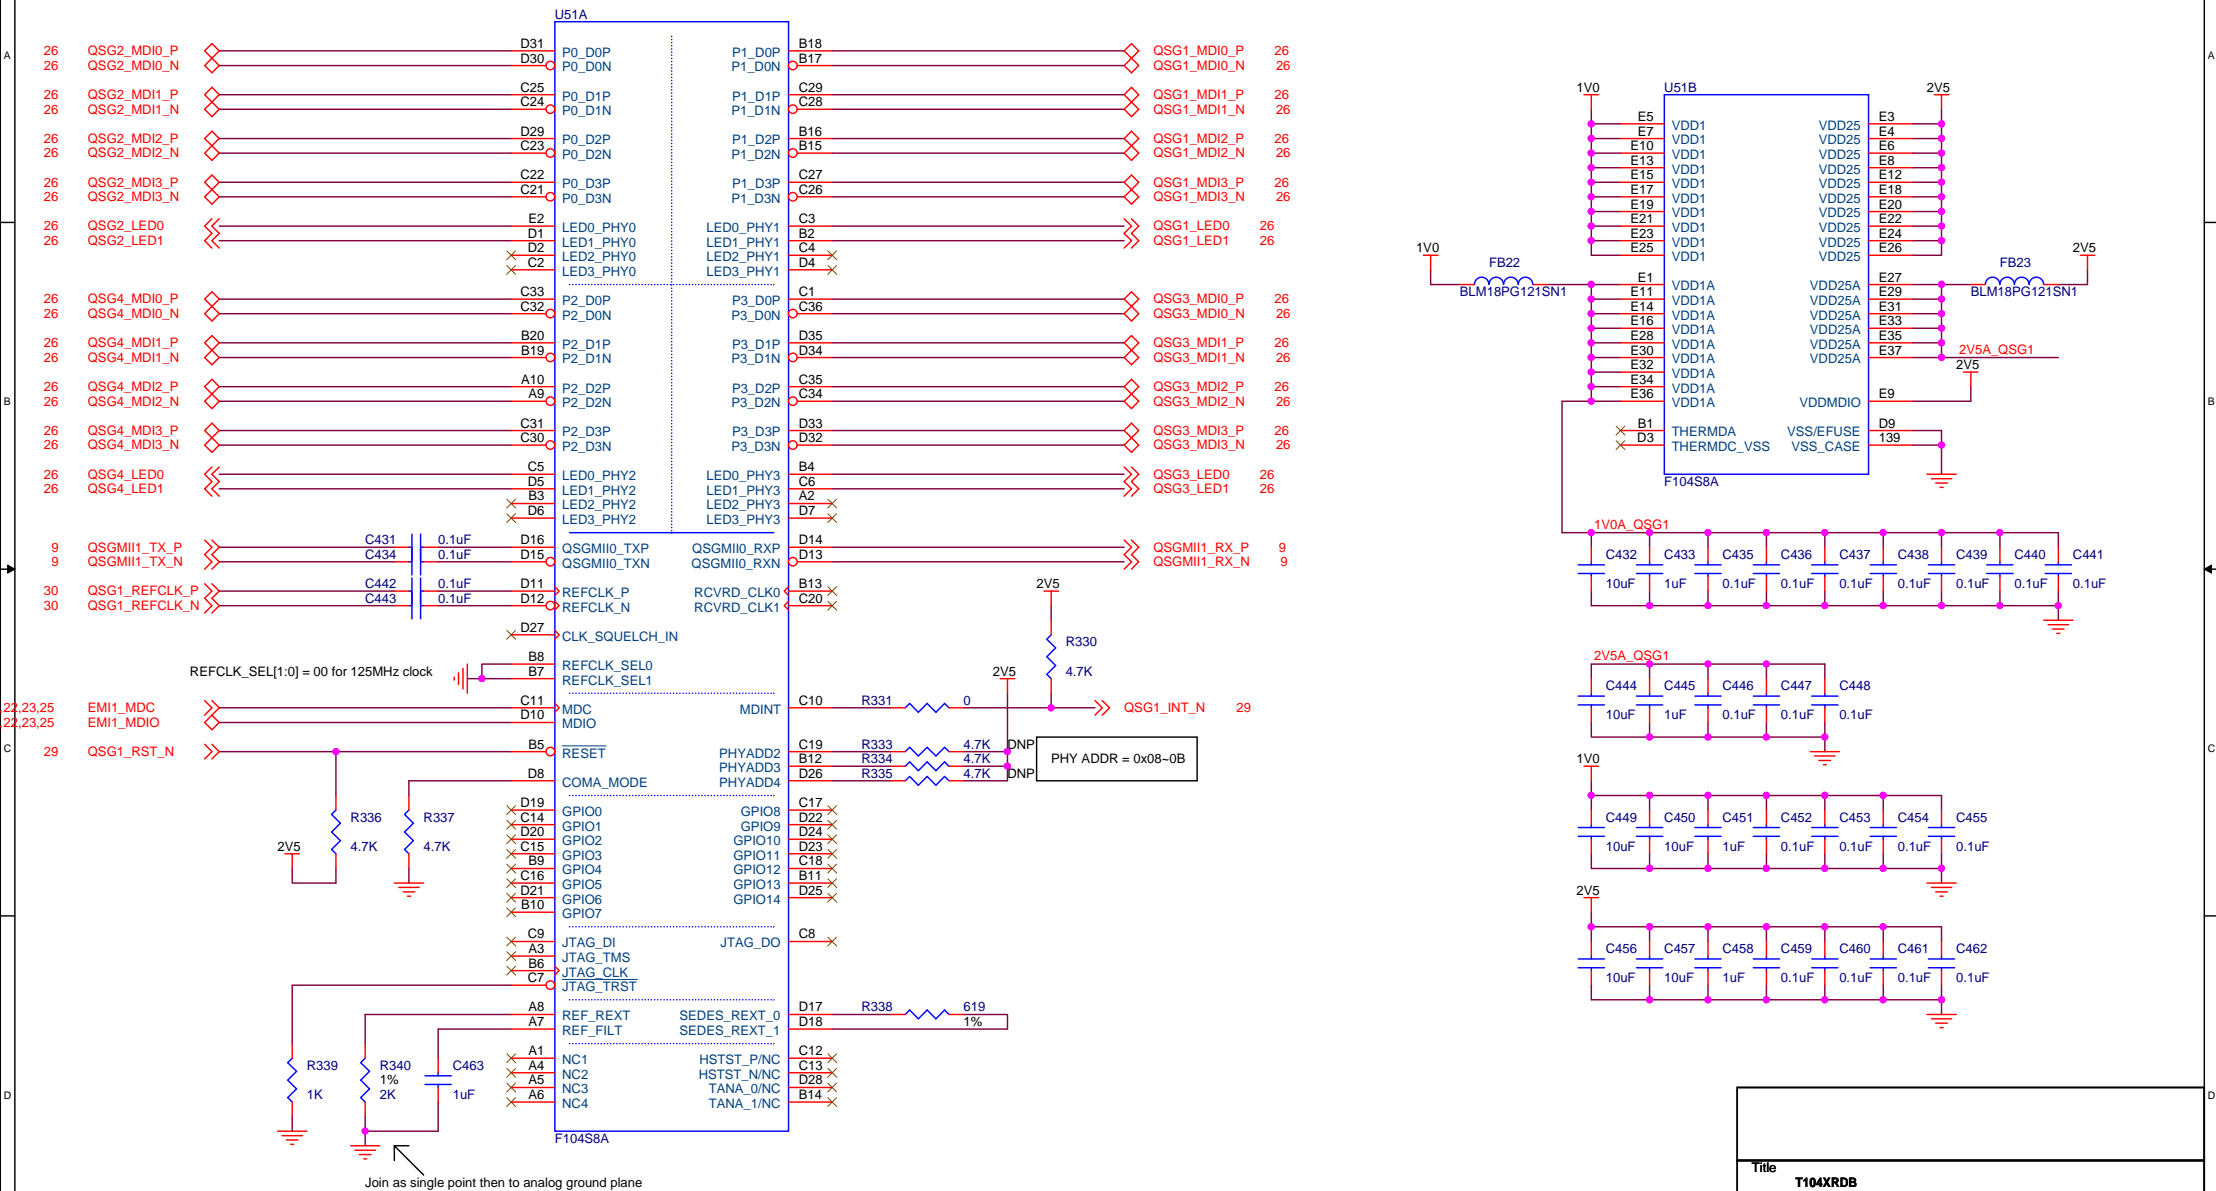 U51A
26 QSG2_MDI0_P D31 P0_D0P P1_D0P B18 QSG1_MDI0_P 26
26 QSG2_MDI0_N D30 P0_D0N P1_D0N B17 QSG1_MDI0_N 26
26 QSG2_MDI1_P C25 P0_D1P P1_D1P C29 QSG1_MDI1_P 26
26 QSG2_MDI1_N C24 P0_D1N P1_D1N C28 QSG1_MDI1_N 26
26 QSG2_MDI2_P D29 P0_D2P P1_D2P B16 QSG1_MDI2_P 26
26 QSG2_MDI2_N C23 P0_D2N P1_D2N B15 QSG1_MDI2_N 26
26 QSG2_MDI3_P C22 P0_D3P P1_D3P C27 QSG1_MDI3_P 26
26 QSG2_MDI3_N C21 P0_D3N P1_D3N C26 QSG1_MDI3_N 26
26 QSG2_LED0 E2 LED0_PHY0 LED0_PHY1 C3 QSG1_LED0 26
26 QSG2_LED1 D1 LED1_PHY0 LED1_PHY1 B2 QSG1_LED1 26
D2 LED2_PHY0 LED2_PHY1 C4
C2 LED3_PHY0 LED3_PHY1 D4
26 QSG4_MDI0_P C33 P2_D0P P3_D0P C1 QSG3_MDI0_P 26
26 QSG4_MDI0_N C32 P2_D0N P3_D0N C36 QSG3_MDI0_N 26
26 QSG4_MDI1_P B20 P2_D1P P3_D1P D35 QSG3_MDI1_P 26
26 QSG4_MDI1_N B19 P2_D1N P3_D1N D34 QSG3_MDI1_N 26
26 QSG4_MDI2_P A10 P2_D2P P3_D2P C35 QSG3_MDI2_P 26
26 QSG4_MDI2_N A9 P2_D2N P3_D2N C34 QSG3_MDI2_N 26
26 QSG4_MDI3_P C31 P2_D3P P3_D3P D33 QSG3_MDI3_P 26
26 QSG4_MDI3_N C30 P2_D3N P3_D3N D32 QSG3_MDI3_N 26
26 QSG4_LED0 C5 LED0_PHY2 LED0_PHY3 B4 QSG3_LED0 26
26 QSG4_LED1 D5 LED1_PHY2 LED1_PHY3 C6 QSG3_LED1 26
B3 LED2_PHY2 LED2_PHY3 A2
D6 LED3_PHY2 LED3_PHY3 D7
9 QSGMII1_TX_P C431 0.1uF D16 QSGMII0_TXP QSGMII0_RXP D14 QSGMII1_RX_P 9
9 QSGMII1_TX_N C434 0.1uF D15 QSGMII0_TXN QSGMII0_RXN D13 QSGMII1_RX_N 9
30 QSG1_REFCLK_P C442 0.1uF D11 REFCLK_P RCVRD_CLK0 B13
30 QSG1_REFCLK_N C443 0.1uF D12 REFCLK_N RCVRD_CLK1 C20
2V5
D27 CLK_SQUELCH_IN
R330
4.7K
B8 REFCLK_SEL0
B7 REFCLK_SEL1
REFCLK_SEL[1:0] = 00 for 125MHz clock
2V5
22,23,25 EMI1_MDC C11 MDC MDINT C10 R331 0 QSG1_INT_N 29
22,23,25 EMI1_MDIO D10 MDIO
29 QSG1_RST_N B5 RESET PHYADD2 C19 R333 4.7K DNP
PHYADD3 B12 R334 4.7K
D8 COMA_MODE PHYADD4 D26 R335 4.7K DNP
PHY ADDR = 0x08~0B
D19 GPIO0 GPIO8 C17
C14 GPIO1 GPIO9 D22
D20 GPIO2 GPIO10 D24
C15 GPIO3 GPIO11 D23
B9 GPIO4 GPIO12 C18
C16 GPIO5 GPIO13 B11
D21 GPIO6 GPIO14 D25
B10 GPIO7
R336 R337
4.7K 4.7K
2V5
C9 JTAG_DI JTAG_DO C8
A3 JTAG_TMS
B6 JTAG_CLK
C7 JTAG_TRST
A8 REF_REXT SEDES_REXT_0 D17 R338 619
A7 REF_FILT SEDES_REXT_1 D18 1%
A1 NC1 HSTST_P/NC C12
A4 NC2 HSTST_N/NC C13
A5 NC3 TANA_0/NC D28
A6 NC4 TANA_1/NC B14
R339 R340 C463
1%
1K 2K 1uF
F104S8A
Join as single point then to analog ground plane
1V0 U51B 2V5
E5 VDD1 VDD25 E3
E7 VDD1 VDD25 E4
E10 VDD1 VDD25 E6
E13 VDD1 VDD25 E8
E15 VDD1 VDD25 E12
E17 VDD1 VDD25 E18
E19 VDD1 VDD25 E20
E21 VDD1 VDD25 E22
E23 VDD1 VDD25 E24
E25 VDD1 VDD25 E26
1V0 2V5
FB22 FB23
BLM18PG121SN1 BLM18PG121SN1
E1 VDD1A VDD25A E27
E11 VDD1A VDD25A E29
E14 VDD1A VDD25A E31
E16 VDD1A VDD25A E33
E28 VDD1A VDD25A E35
E30 VDD1A VDD25A E37
2V5A_QSG1
E32 VDD1A
E34 VDD1A
2V5
E36 VDD1A VDDMDIO E9
B1 THERMDA VSS/EFUSE D9
D3 THERMDC_VSS VSS_CASE 139
F104S8A
1V0A_QSG1
C432 C433 C435 C436 C437 C438 C439 C440 C441
10uF 1uF 0.1uF 0.1uF 0.1uF 0.1uF 0.1uF 0.1uF 0.1uF
2V5A_QSG1
C444 C445 C446 C447 C448
10uF 1uF 0.1uF 0.1uF 0.1uF
1V0
C449 C450 C451 C452 C453 C454 C455
10uF 10uF 1uF 0.1uF 0.1uF 0.1uF 0.1uF
2V5
C456 C457 C458 C459 C460 C461 C462
10uF 10uF 1uF 0.1uF 0.1uF 0.1uF 0.1uF
Title
T104XRDB
A A
B B
C C
D D